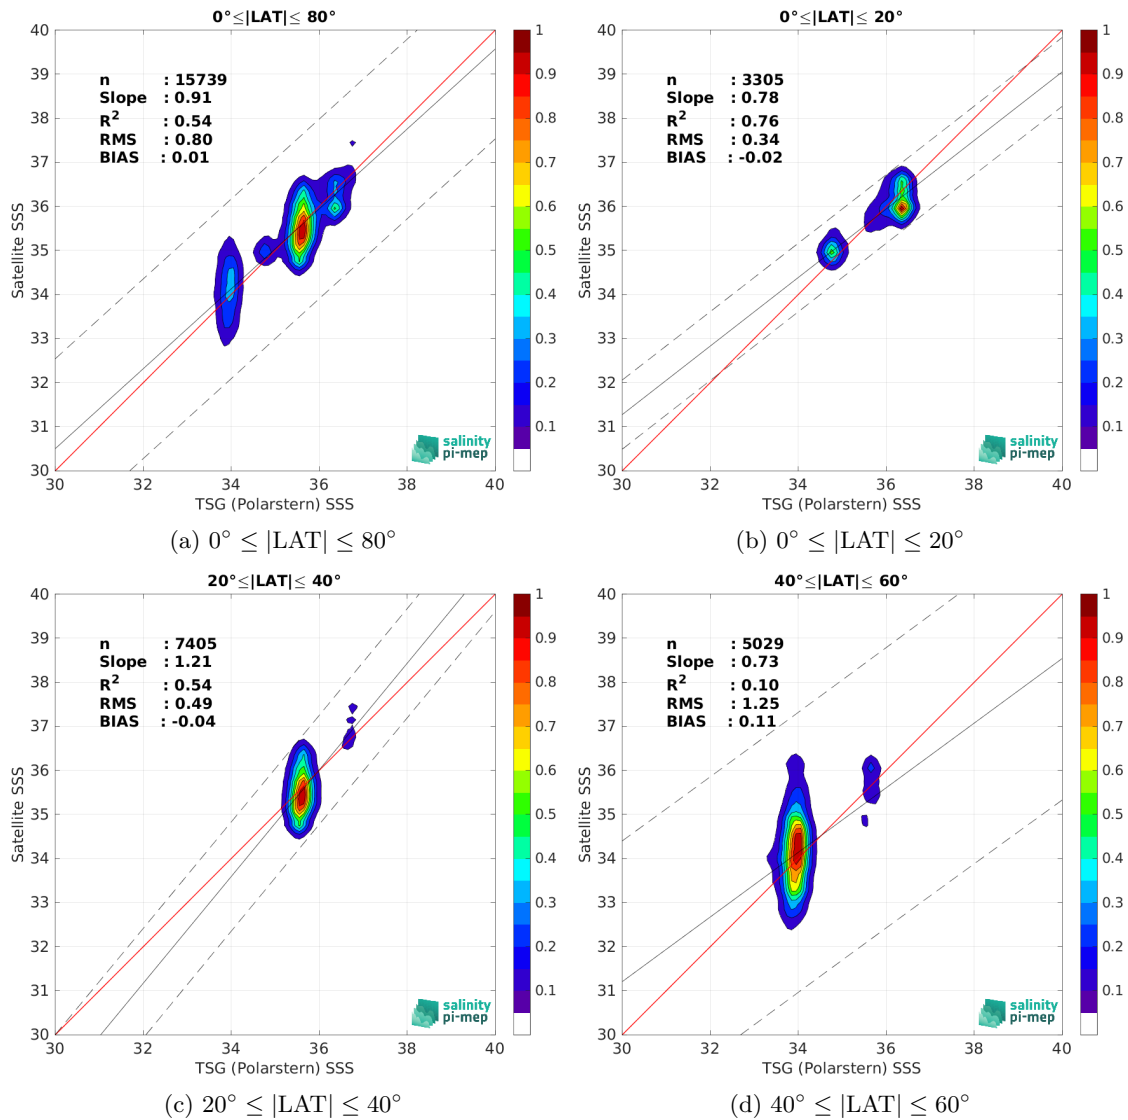 0°≤|LAT|≤ 80°
40
39
38
37
36
35
34
33
32
31
30
Satellite SSS
n : 15739
Slope : 0.91
R2 : 0.54
RMS : 0.80
BIAS : 0.01
salinity
pi-mep
30 32 34 36 38 40
TSG (Polarstern) SSS
1
0.9
0.8
0.7
0.6
0.5
0.4
0.3
0.2
0.1
(a) 0° ≤ |LAT| ≤ 80°
0°≤|LAT|≤ 20°
40
39
38
37
36
35
34
33
32
31
30
Satellite SSS
n : 3305
Slope : 0.78
R2 : 0.76
RMS : 0.34
BIAS : -0.02
salinity
pi-mep
30 32 34 36 38 40
TSG (Polarstern) SSS
1
0.9
0.8
0.7
0.6
0.5
0.4
0.3
0.2
0.1
(b) 0° ≤ |LAT| ≤ 20°
20°≤|LAT|≤ 40°
40
39
38
37
36
35
34
33
32
31
30
Satellite SSS
n : 7405
Slope : 1.21
R2 : 0.54
RMS : 0.49
BIAS : -0.04
salinity
pi-mep
30 32 34 36 38 40
TSG (Polarstern) SSS
1
0.9
0.8
0.7
0.6
0.5
0.4
0.3
0.2
0.1
(c) 20° ≤ |LAT| ≤ 40°
40°≤|LAT|≤ 60°
40
39
38
37
36
35
34
33
32
31
30
Satellite SSS
n : 5029
Slope : 0.73
R2 : 0.10
RMS : 1.25
BIAS : 0.11
salinity
pi-mep
30 32 34 36 38 40
TSG (Polarstern) SSS
1
0.9
0.8
0.7
0.6
0.5
0.4
0.3
0.2
0.1
(d) 40° ≤ |LAT| ≤ 60°